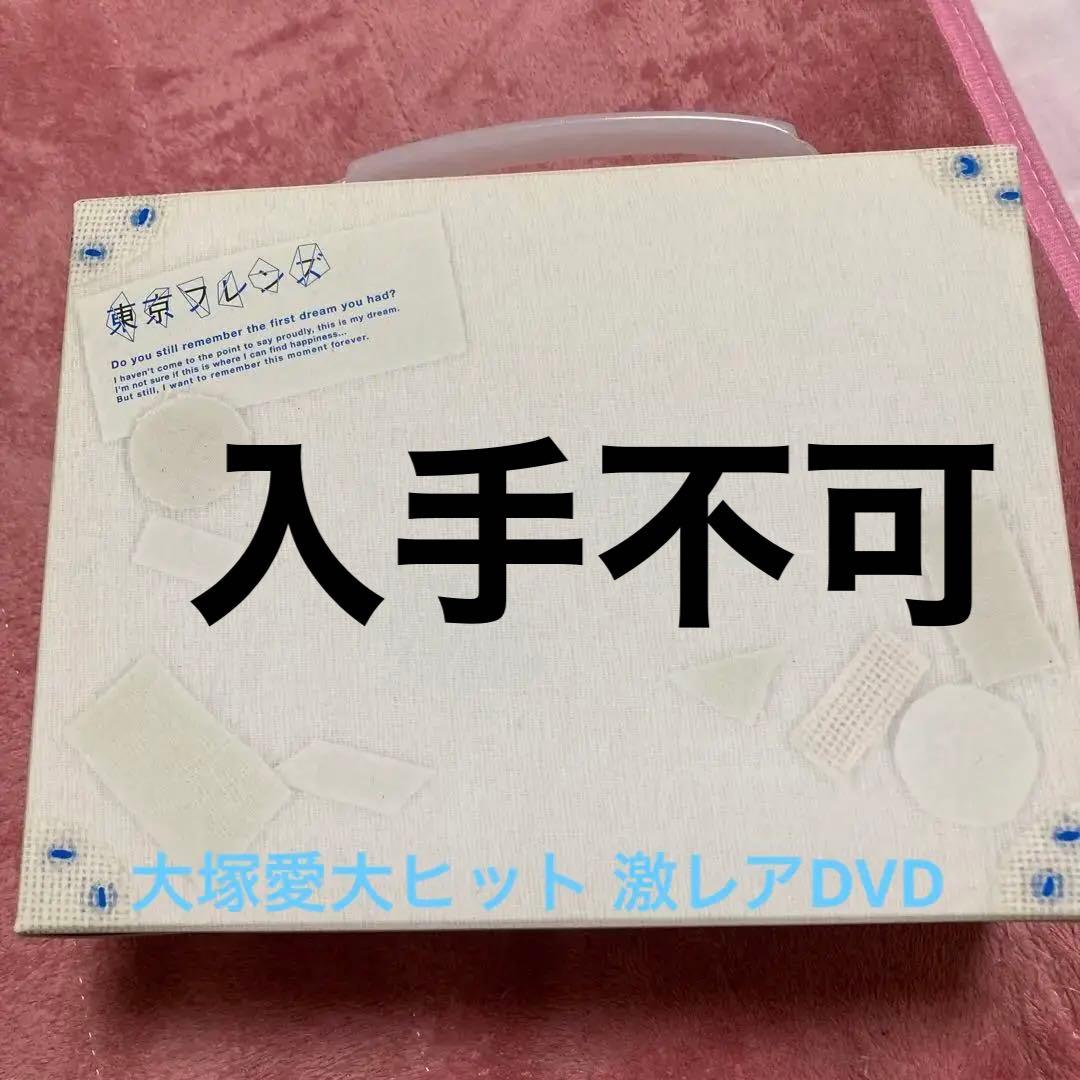 東京フレンズ
Do you still remember the first dream you had?
I haven't come to the point to say proudly, this is my dream.
I'm not sure if this is where I can find happiness...
But still, I want to remember this moment forever.
入手不可
大塚愛大ヒット 激レアDVD